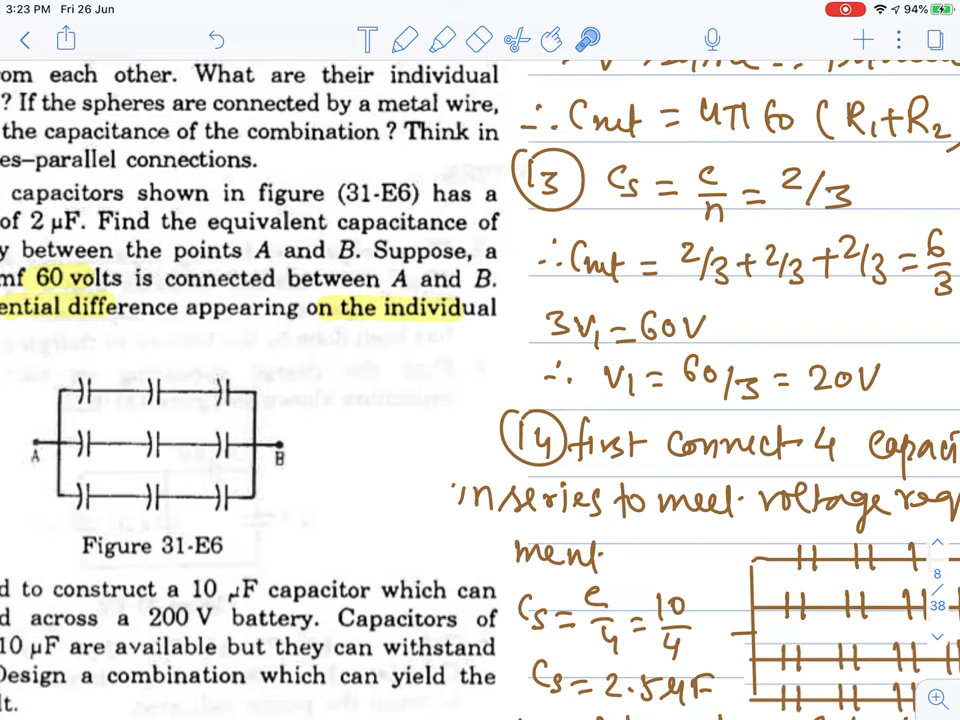 3:23 PM Fri 26 Jun
94%
om each other. What are their individual
? If the spheres are connected by a metal wire,
the capacitance of the combination ? Think in
es–parallel connections.
capacitors shown in figure (31-E6) has a
of 2 μF. Find the equivalent capacitance of
y between the points A and B. Suppose, a
mf 60 volts is connected between A and B.
ential difference appearing on the individual
A
B
Figure 31-E6
d to construct a 10 μF capacitor which can
d across a 200 V battery. Capacitors of
10 μF are available but they can withstand
Design a combination which can yield the
lt.
∴ Cnet = 4π ε0 (R1+R2)
13 Cs = c/n = 2/3
∴ Cnet = 2/3 + 2/3 + 2/3 = 6/3
3V1 = 60V
∴ V1 = 60/3 = 20V
14 first connect 4 capaci
in series to meet voltage req
ment.
Cs = c/4 = 10/4
Cs = 2.5μF
8
/
38